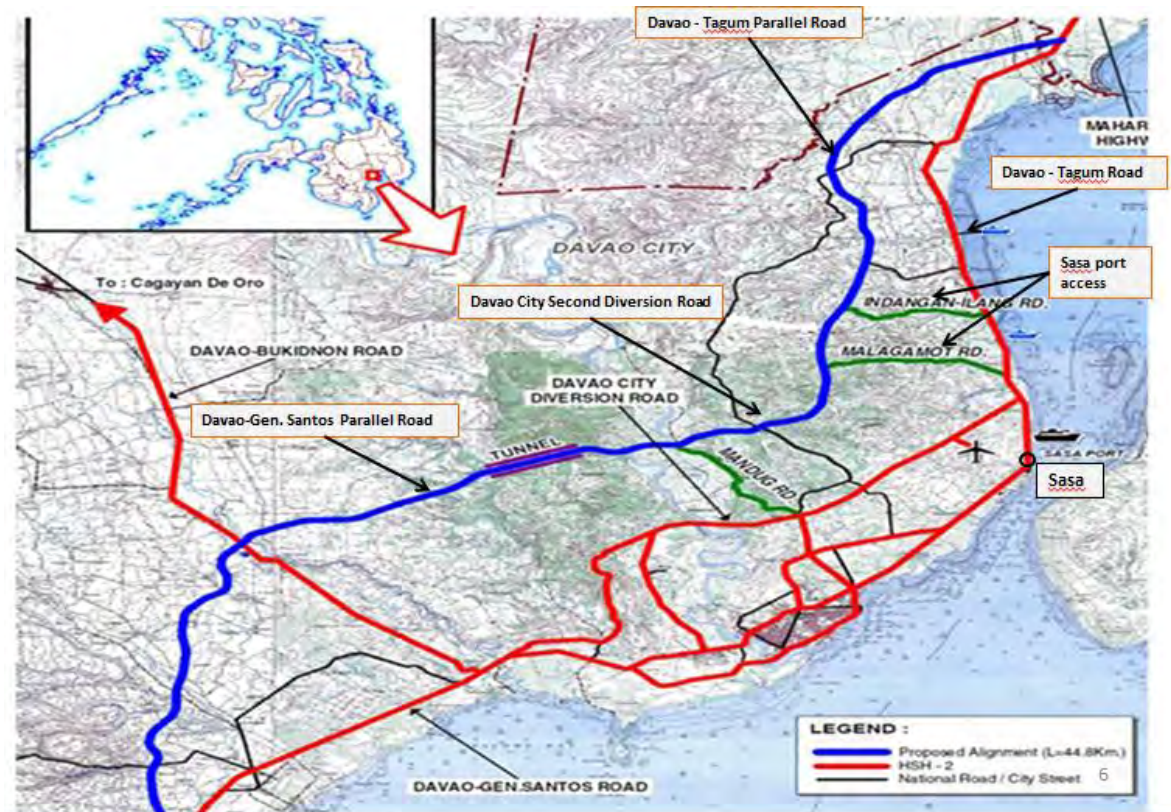 Davao - Tagum Parallel Road
MAHAR
HIGHW
Davao - Tagum Road
DAVAO CITY
Sasa port
access
To : Cagayan De Oro
Davao City Second Diversion Road
INDANGAN-ILANG RD.
DAVAO-BUKIDNON ROAD
MALAGAMOT RD.
DAVAO CITY
DIVERSION ROAD
Davao-Gen. Santos Parallel Road
TUNNEL
MANDUG RD.
SASA PORT
Sasa
LEGEND :
Proposed Alignment (L=44.8Km.)
HSH - 2
National Road / City Street
6
DAVAO-GEN.SANTOS ROAD